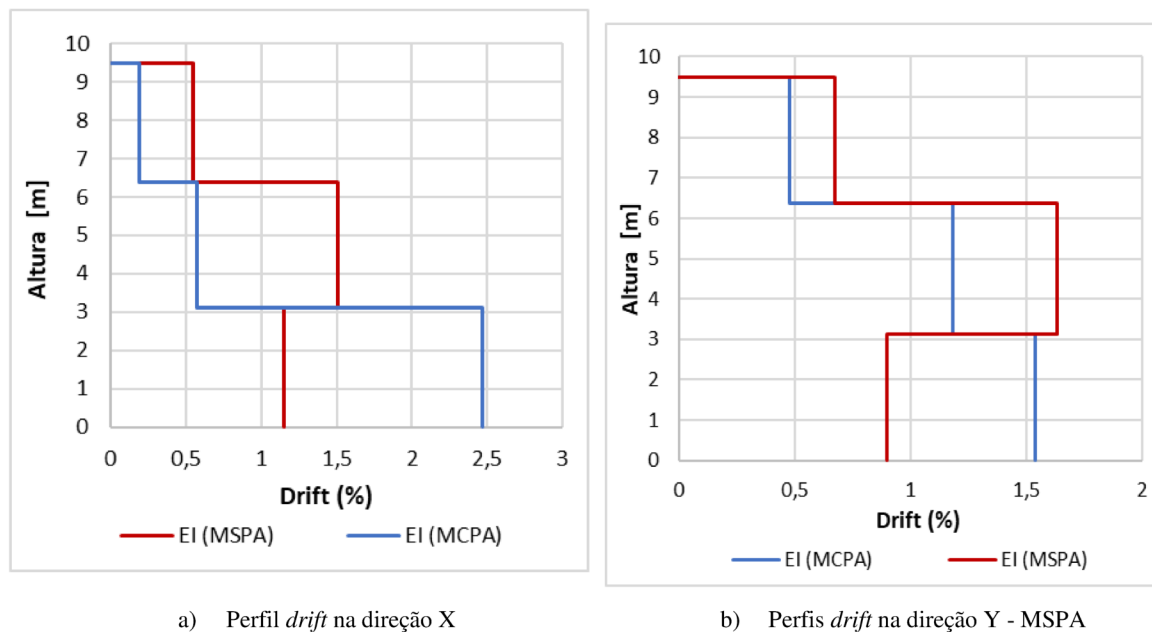 10
9
8
7
6
5
4
3
2
1
0
Altura [m]
0 0,5 1 1,5 2 2,5 3
Drift (%)
EI (MSPA) EI (MCPA)
a) Perfil drift na direção X
10
9
8
7
6
5
4
3
2
1
0
Altura [m]
0 0,5 1 1,5 2
Drift (%)
EI (MCPA) EI (MSPA)
b) Perfis drift na direção Y - MSPA